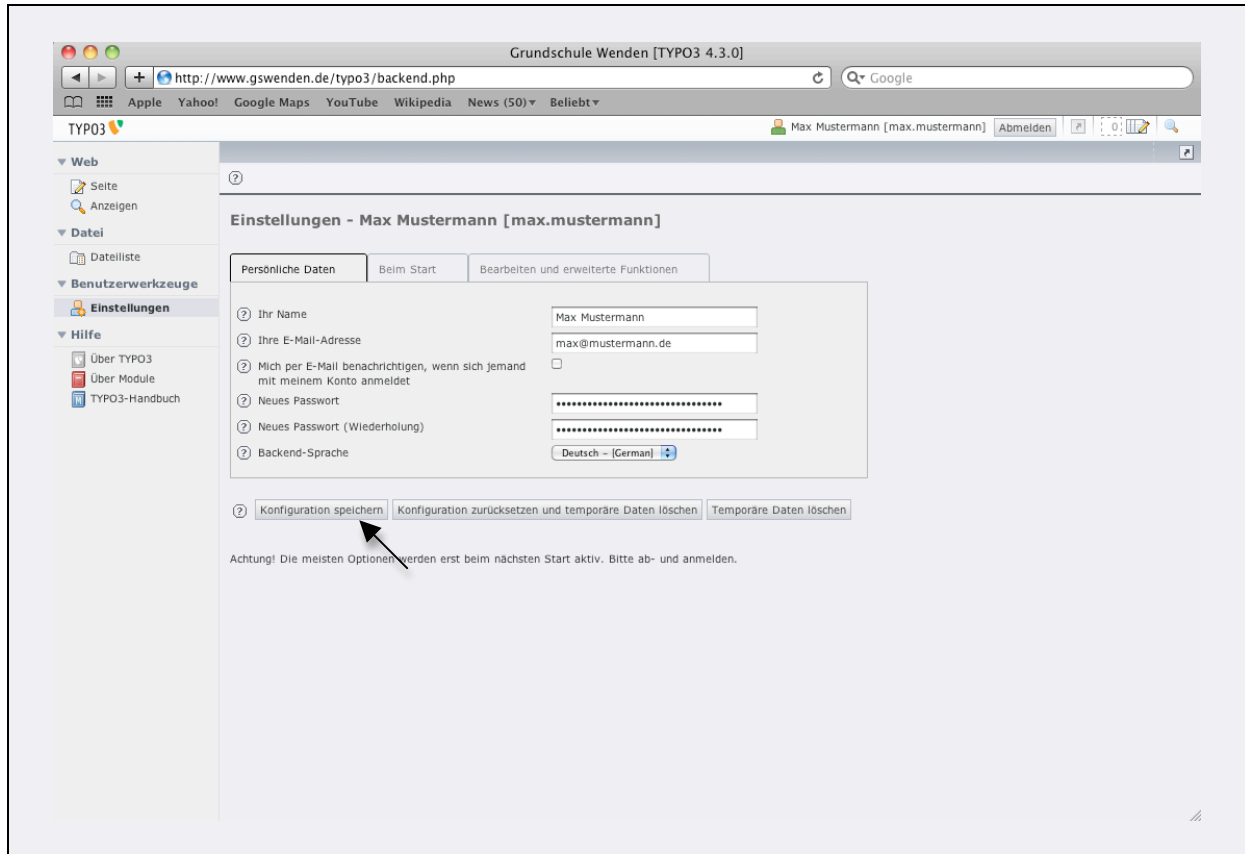 Grundschule Wenden [TYPO3 4.3.0]
http://www.gswenden.de/typo3/backend.php
Google
Apple Yahoo! Google Maps YouTube Wikipedia News (50) Beliebt
TYPO3
Max Mustermann [max.mustermann] Abmelden 0
Web
Seite
Anzeigen
Datei
Dateiliste
Benutzerwerkzeuge
Einstellungen
Hilfe
Über TYPO3
Über Module
TYPO3-Handbuch
?
Einstellungen - Max Mustermann [max.mustermann]
Persönliche Daten Beim Start Bearbeiten und erweiterte Funktionen
? Ihr Name Max Mustermann
? Ihre E-Mail-Adresse max@mustermann.de
? Mich per E-Mail benachrichtigen, wenn sich jemand
mit meinem Konto anmeldet
? Neues Passwort ••••••••••••••••••••••••••••••••
? Neues Passwort (Wiederholung) ••••••••••••••••••••••••••••••••
? Backend-Sprache Deutsch - [German]
? Konfiguration speichern Konfiguration zurücksetzen und temporäre Daten löschen Temporäre Daten löschen
Achtung! Die meisten Optionen werden erst beim nächsten Start aktiv. Bitte ab- und anmelden.